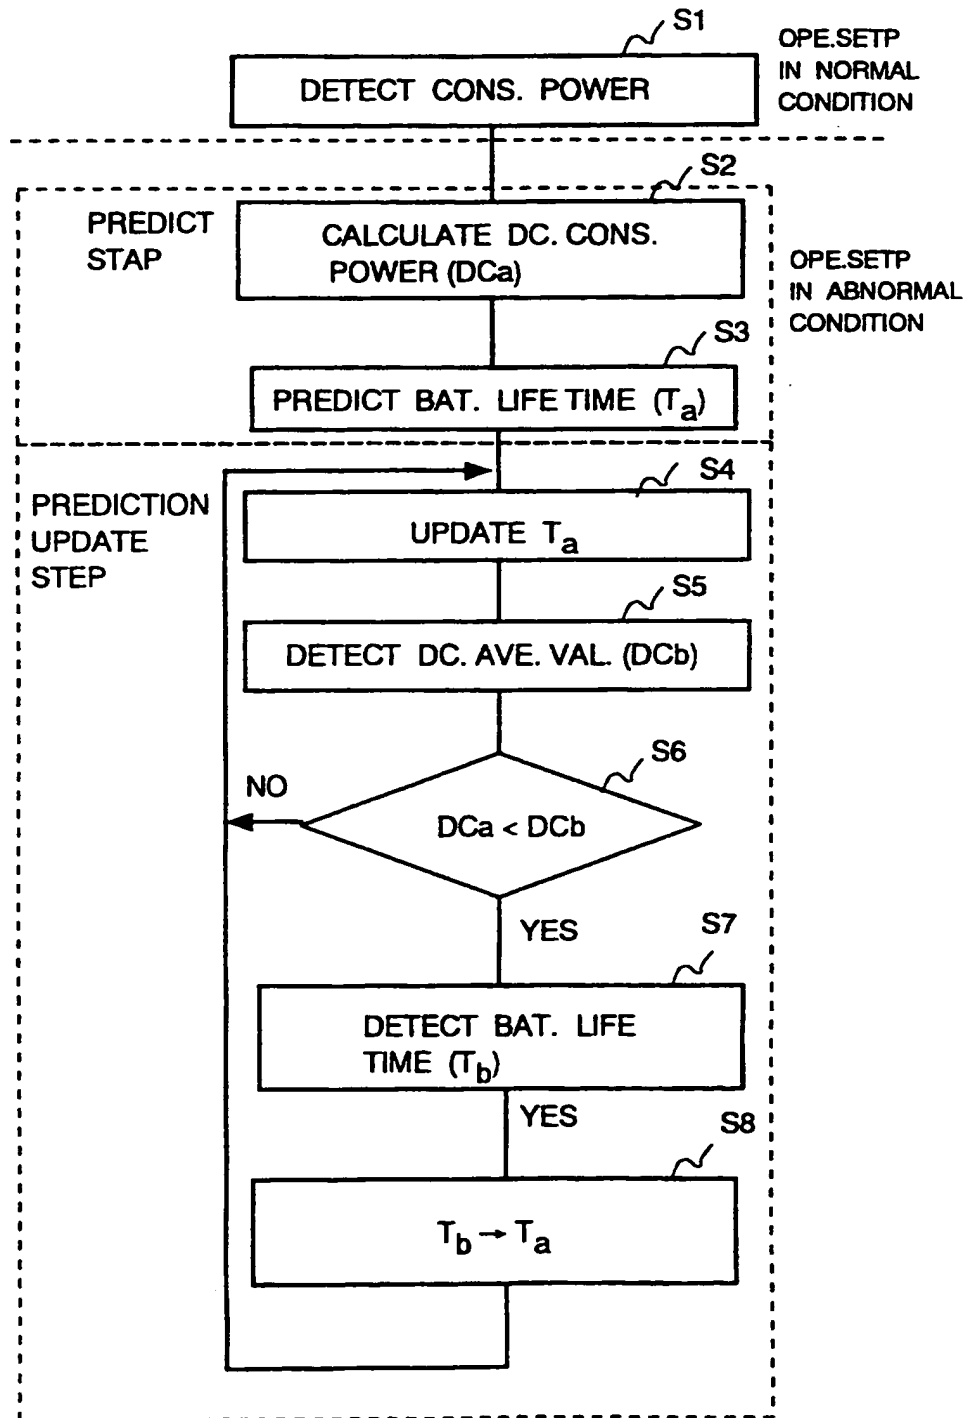 S1
OPE.SETP
IN NORMAL
CONDITION
DETECT CONS. POWER
S2
PREDICT
STAP
CALCULATE DC. CONS.
POWER (DCa)
OPE.SETP
IN ABNORMAL
CONDITION
S3
PREDICT BAT. LIFE TIME (Ta)
PREDICTION
UPDATE
STEP
S4
UPDATE Ta
S5
DETECT DC. AVE. VAL. (DCb)
S6
NO
DCa < DCb
YES
S7
DETECT BAT. LIFE
TIME (Tb)
YES
S8
Tb → Ta